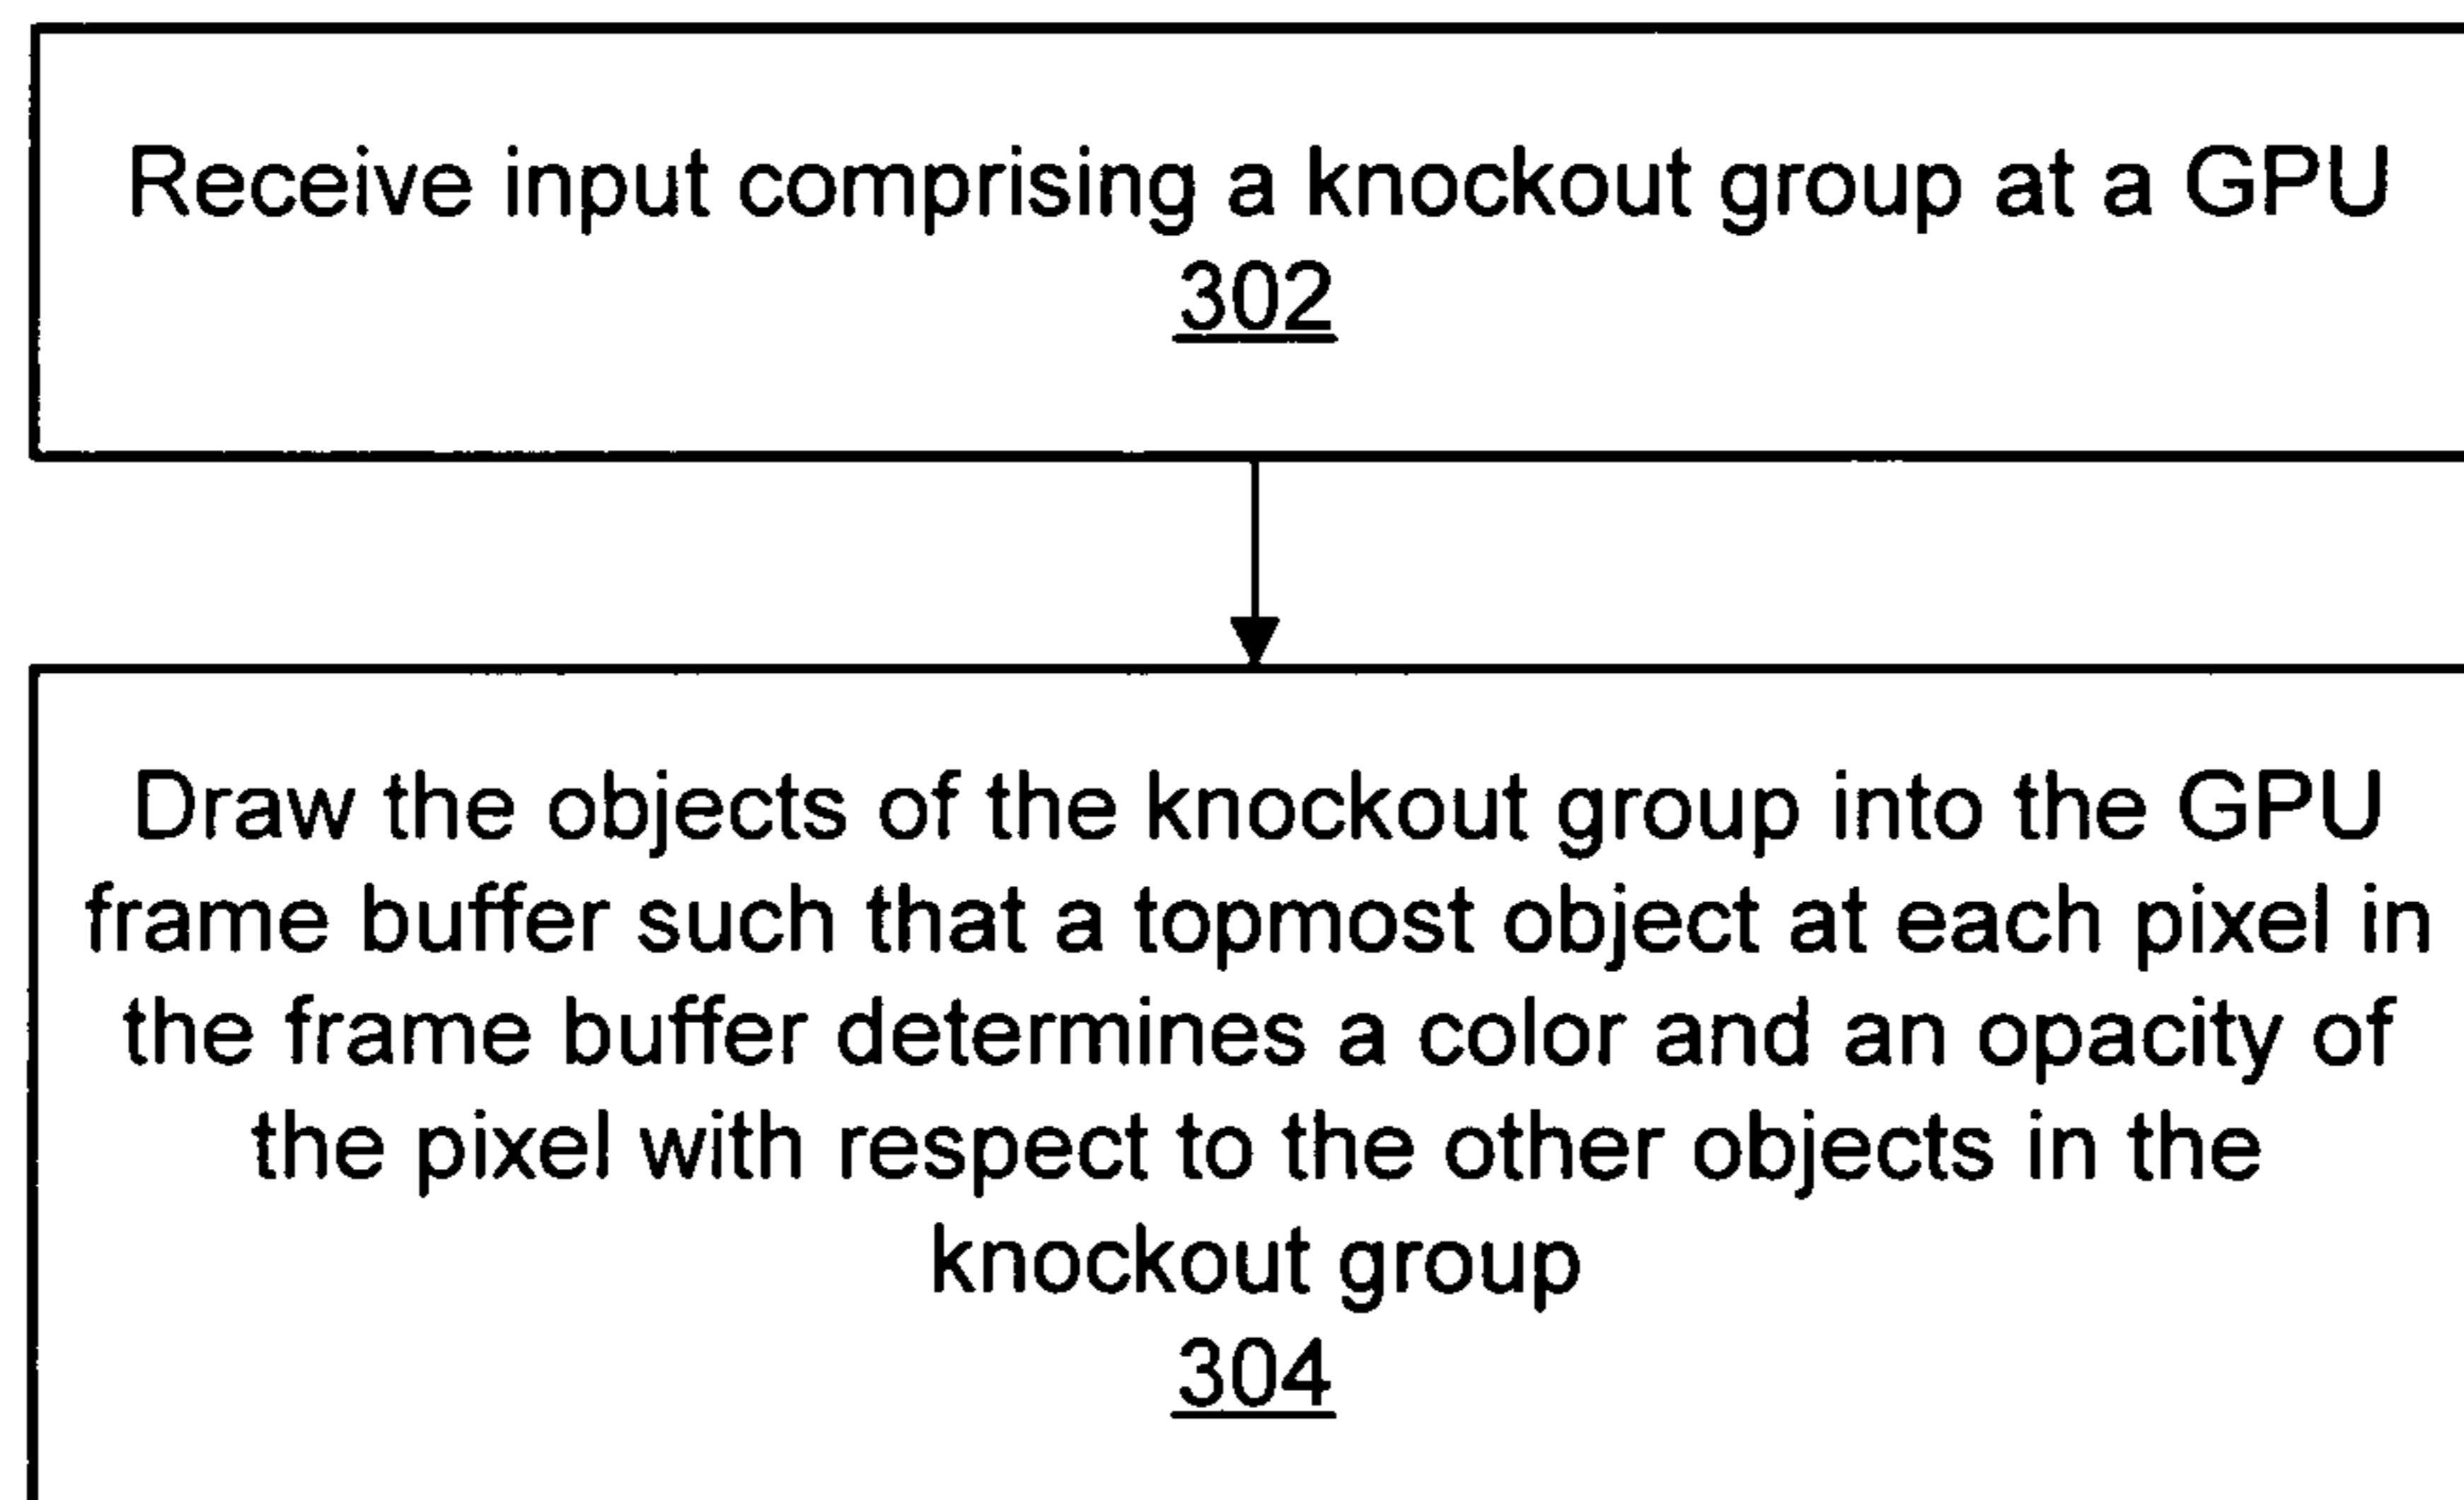 Receive input comprising a knockout group at a GPU
302
Draw the objects of the knockout group into the GPU
frame buffer such that a topmost object at each pixel in
the frame buffer determines a color and an opacity of
the pixel with respect to the other objects in the
knockout group
304